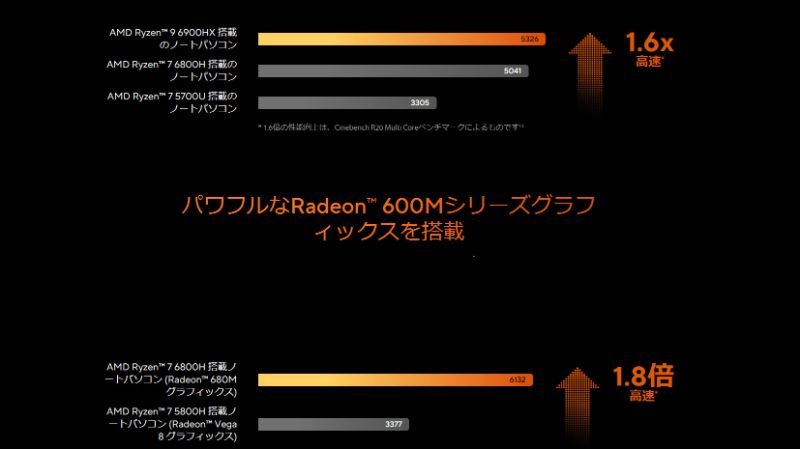 AMD Ryzen™ 9 6900HX 搭載
のノートパソコン
5326
1.6x
高速*
AMD Ryzen™ 7 6800H 搭載の
ノートパソコン
5041
AMD Ryzen™ 7 5700U 搭載の
ノートパソコン
3305
* 1.6倍の性能向上は、Cinebench R20 Multi Coreベンチマークによるものです
パワフルなRadeon™ 600Mシリーズグラフ
ィックスを搭載
AMD Ryzen™ 7 6800H 搭載ノ
ートパソコン (Radeon™ 680M
グラフィックス)
6132
1.8倍
高速*
AMD Ryzen™ 7 5800H 搭載ノ
ートパソコン (Radeon™ Vega
8 グラフィックス)
3377